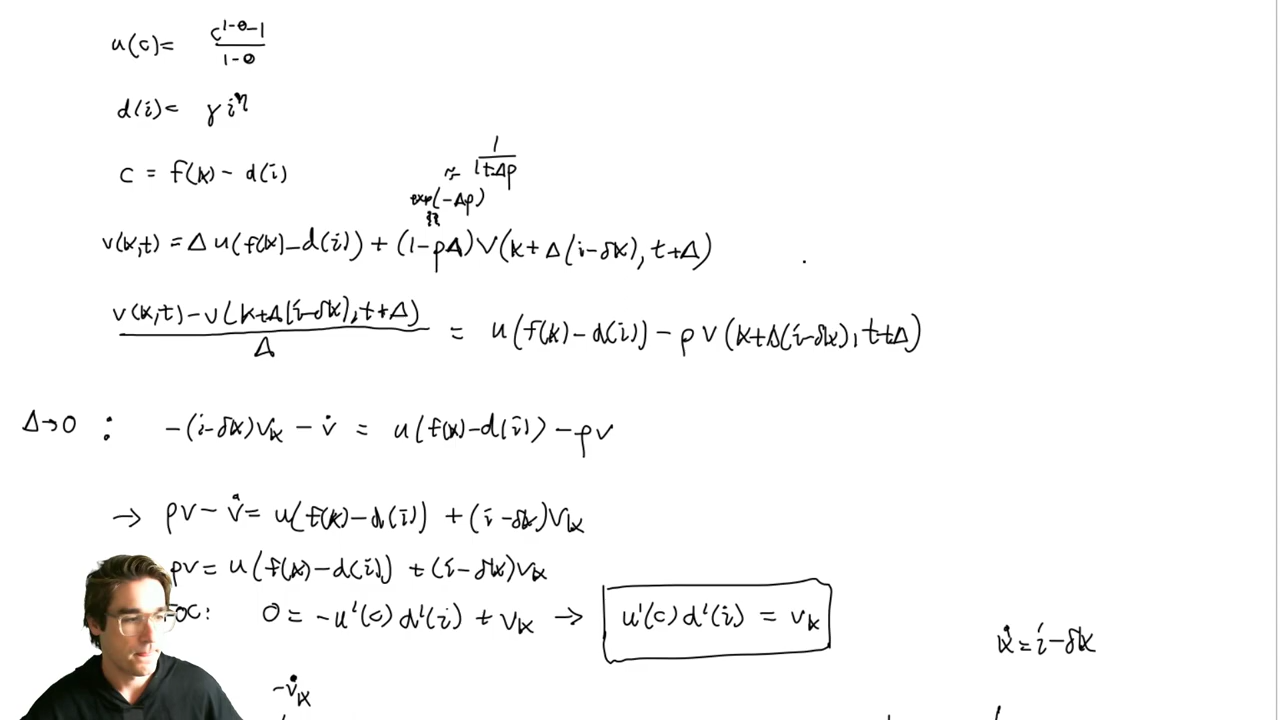 u(c)= c^{1-θ-1}/1-θ
d(i)= γ i^η
c = f(k) - d(i)
≈ 1/1+Δρ
exp(-Δρ)
v(k,t) = Δ u(f(k)-d(i)) + (1-ρΔ)V(k+Δ(i-δk), t+Δ)
v(k,t)-v(k+Δ(i-δk),t+Δ)/Δ = u(f(k)-d(i)) - ρ v(k+Δ(i-δk), t+Δ)
Δ→0 : -(i-δk)v_k - v̇ = u(f(k)-d(i)) - ρv
→ ρv - v̇ = u(f(k)-d(i)) + (i-δk)v_k
ρv = u(f(k)-d(i)) + (i-δk)v_k
FOC: 0 = -u'(c) d'(i) + v_k → u'(c) d'(i) = v_k
k̇ = i-δk
-v̇_k